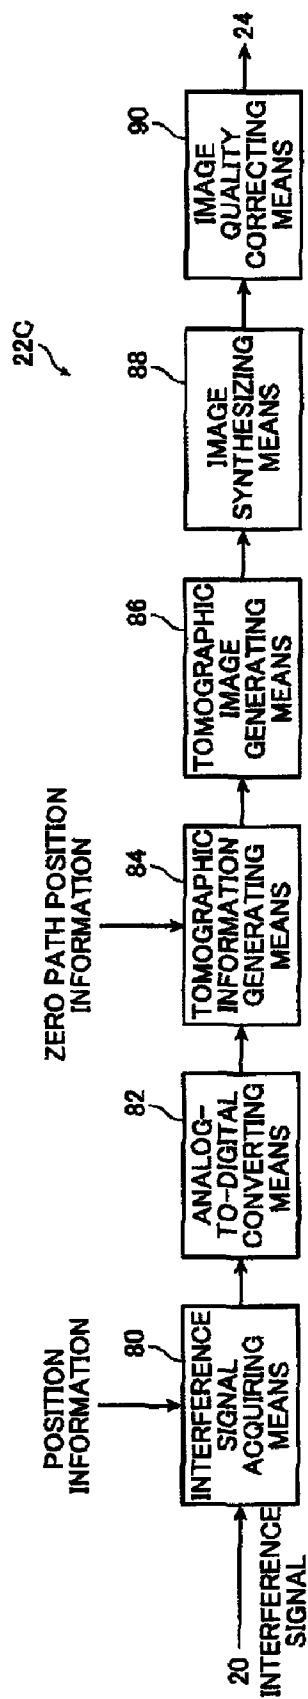 22C
POSITION
INFORMATION
ZERO PATH POSITION
INFORMATION
20
INTERFERENCE
SIGNAL
80
INTERFERENCE
SIGNAL
ACQUIRING
MEANS
82
ANALOG-
TO-DIGITAL
CONVERTING
MEANS
84
TOMOGRAPHIC
INFORMATION
GENERATING
MEANS
86
TOMOGRAPHIC
IMAGE
GENERATING
MEANS
88
IMAGE
SYNTHESIZING
MEANS
90
IMAGE
QUALITY
CORRECTING
MEANS
24